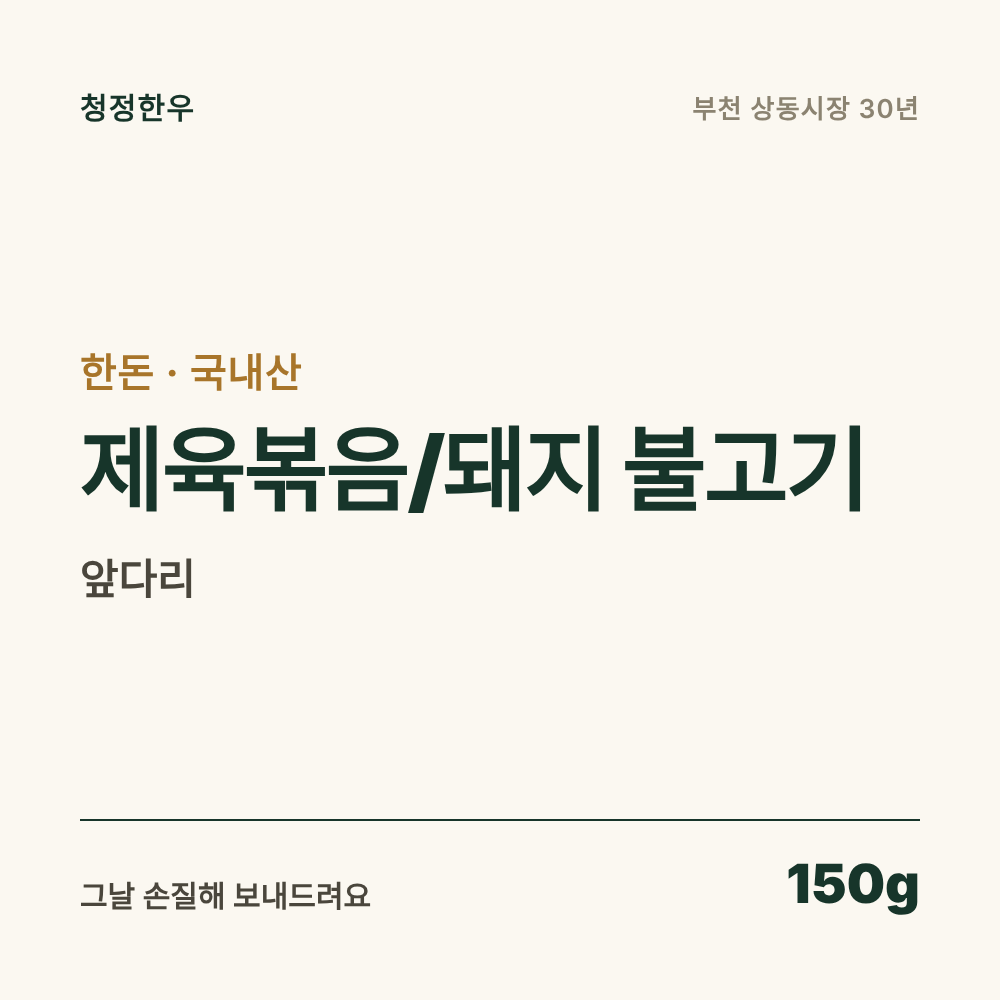 청정한우
부천 상동시장 30년
한돈 · 국내산
제육볶음/돼지 불고기
앞다리
그날 손질해 보내드려요
150g